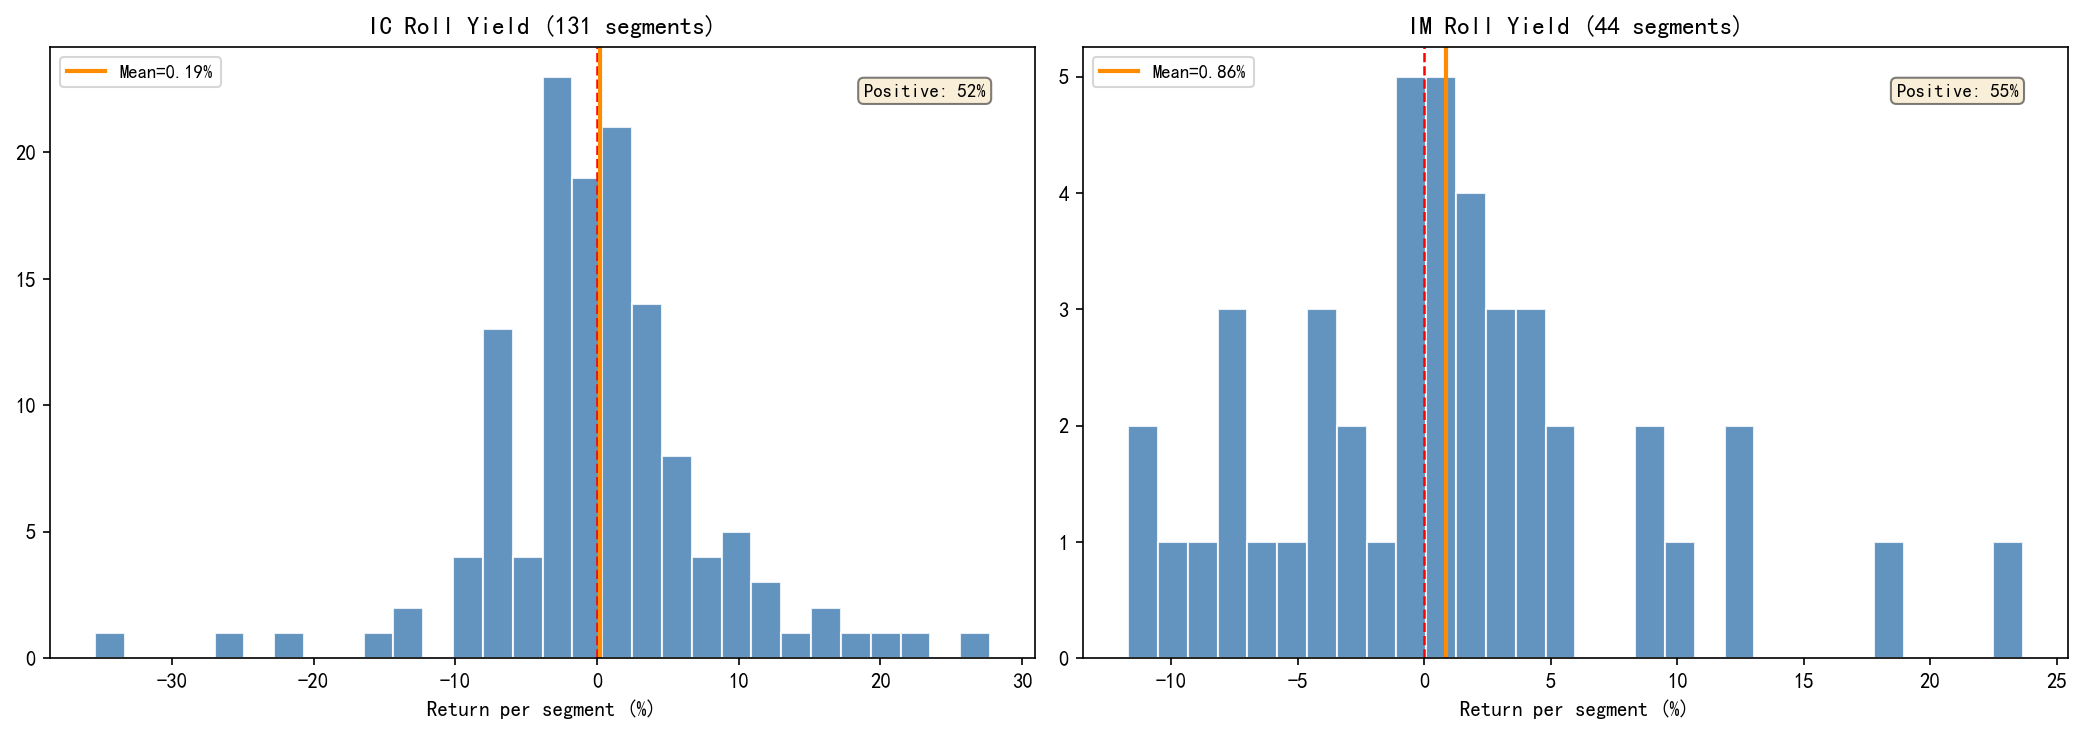 IC Roll Yield (131 segments)
Mean=0.19%
Positive: 52%
20
15
10
5
0
−30 −20 −10 0 10 20 30
Return per segment (%)
IM Roll Yield (44 segments)
Mean=0.86%
Positive: 55%
5
4
3
2
1
0
−10 −5 0 5 10 15 20 25
Return per segment (%)